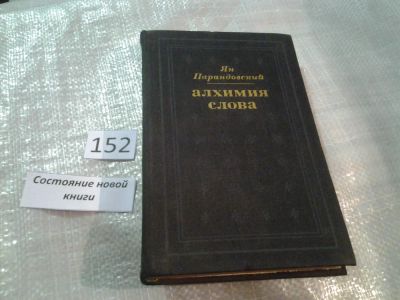 Ян
Парандовский
алхимия
слова
152
Состояние новой
книги